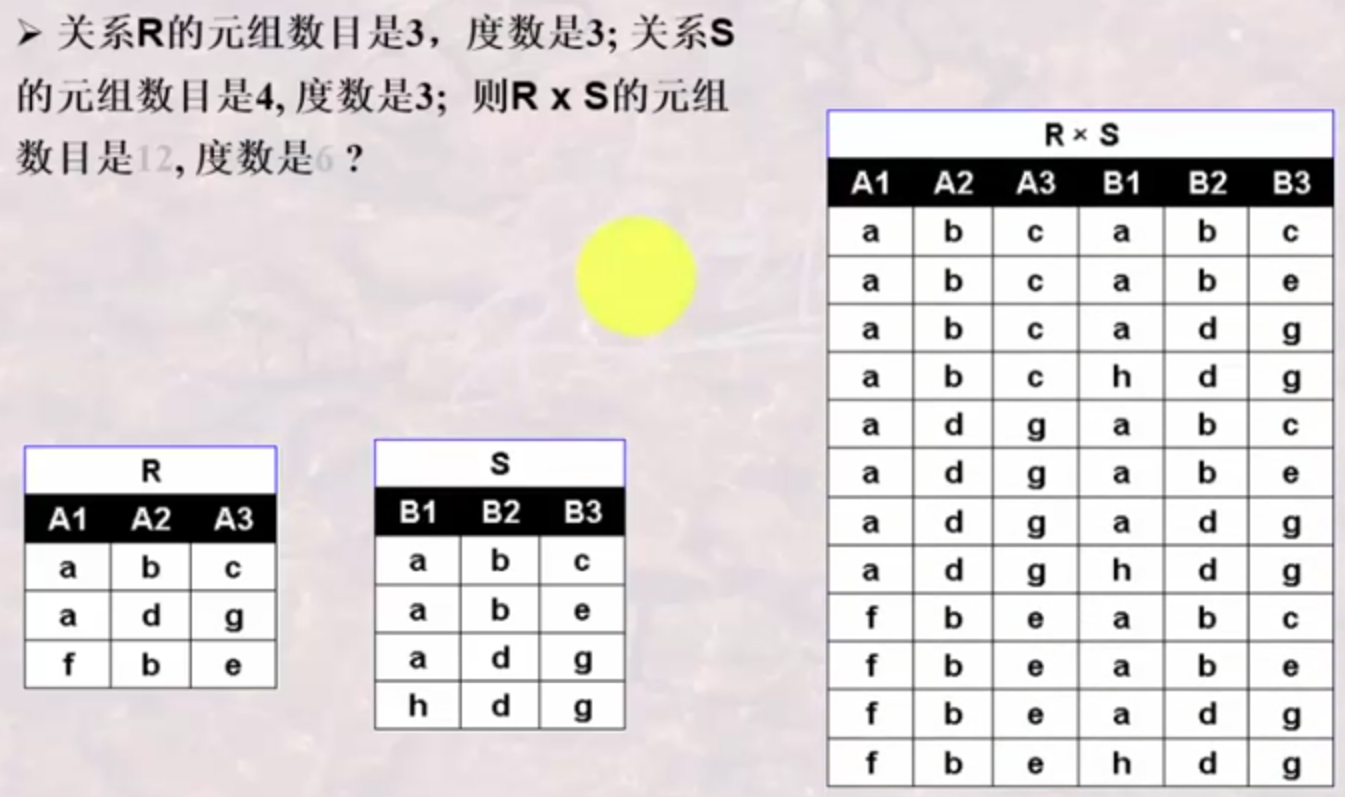 ➢ 关系R的元组数目是3，度数是3; 关系S
的元组数目是4, 度数是3；则R x S的元组
数目是12, 度数是6 ?
R × S
A1 A2 A3 B1 B2 B3
a b c a b c
a b c a b e
a b c a d g
a b c h d g
a d g a b c
a d g a b e
a d g a d g
a d g h d g
f b e a b c
f b e a b e
f b e a d g
f b e h d g
R
A1 A2 A3
a b c
a d g
f b e
S
B1 B2 B3
a b c
a b e
a d g
h d g